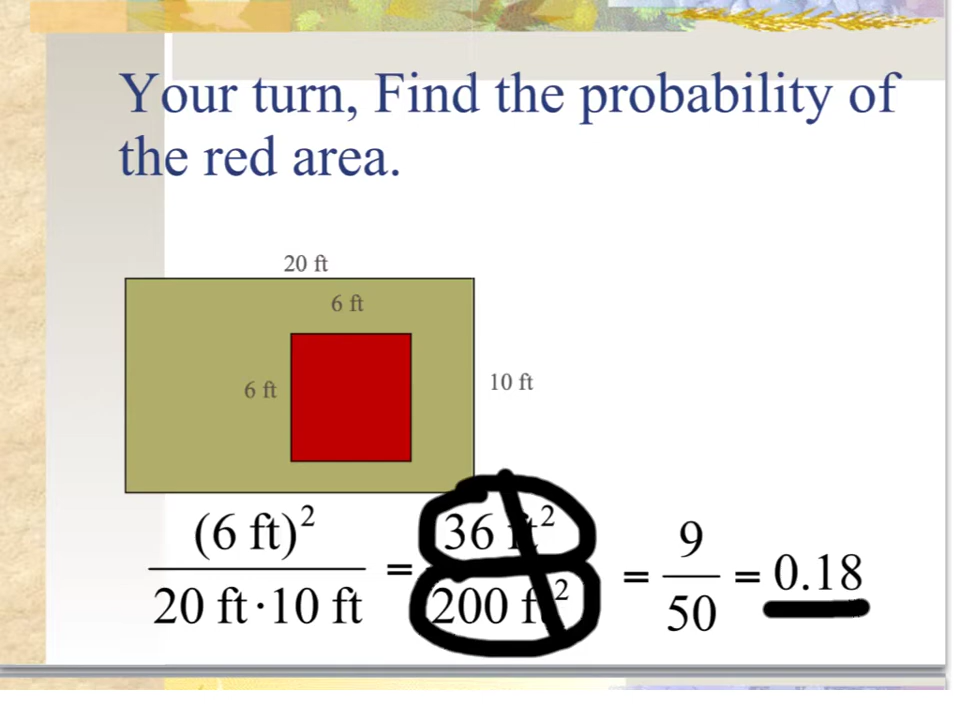 Your turn, Find the probability of
the red area.
20 ft
6 ft
6 ft
10 ft
(6 ft)² / 20 ft·10 ft = 36 ft² / 200 ft² = 9 / 50 = 0.18